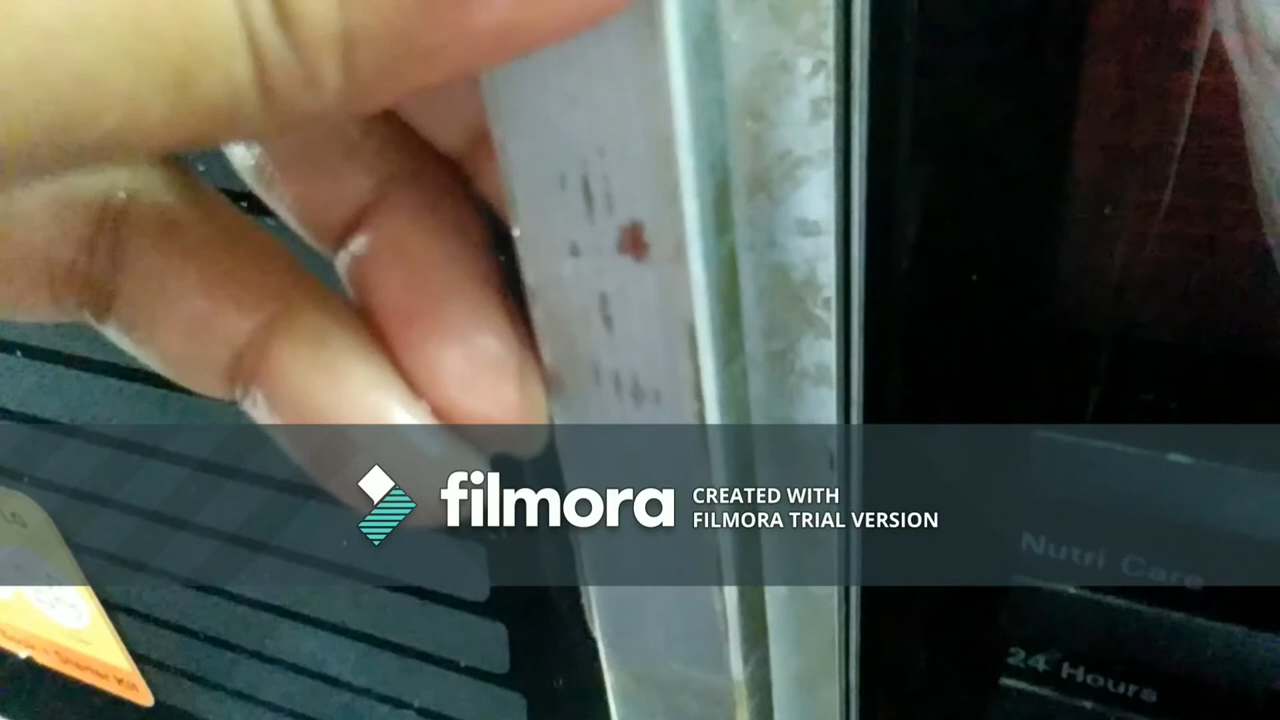 filmora
CREATED WITH
FILMORA TRIAL VERSION
Nutri Care
24 Hours